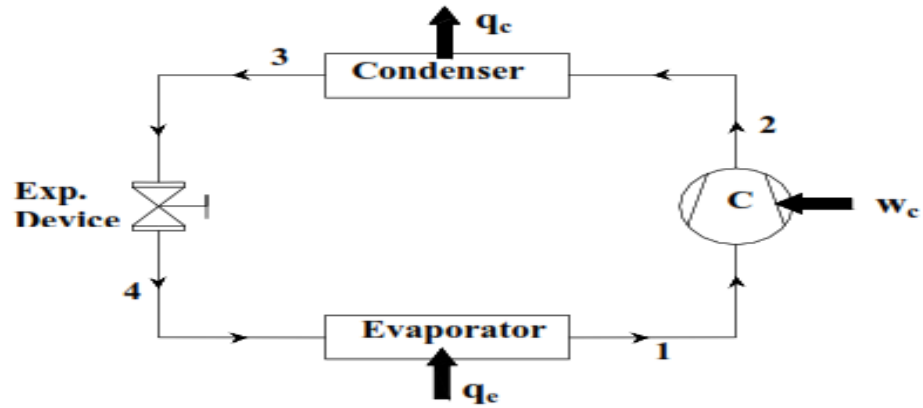 qc
3
Condenser
2
Exp.
Device
C
wc
4
Evaporator
1
qe